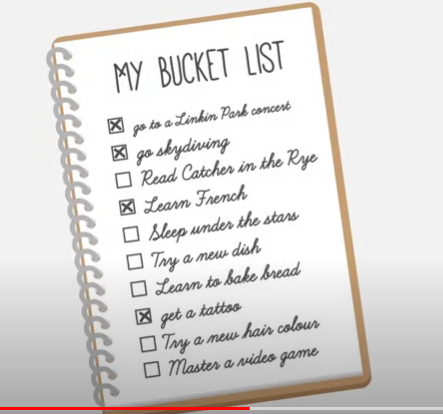 MY BUCKET LIST
go to a Linkin Park concert
go skydiving
Read Catcher in the Rye
Learn French
Sleep under the stars
Try a new dish
Learn to bake bread
get a tattoo
Try a new hair colour
Master a video game